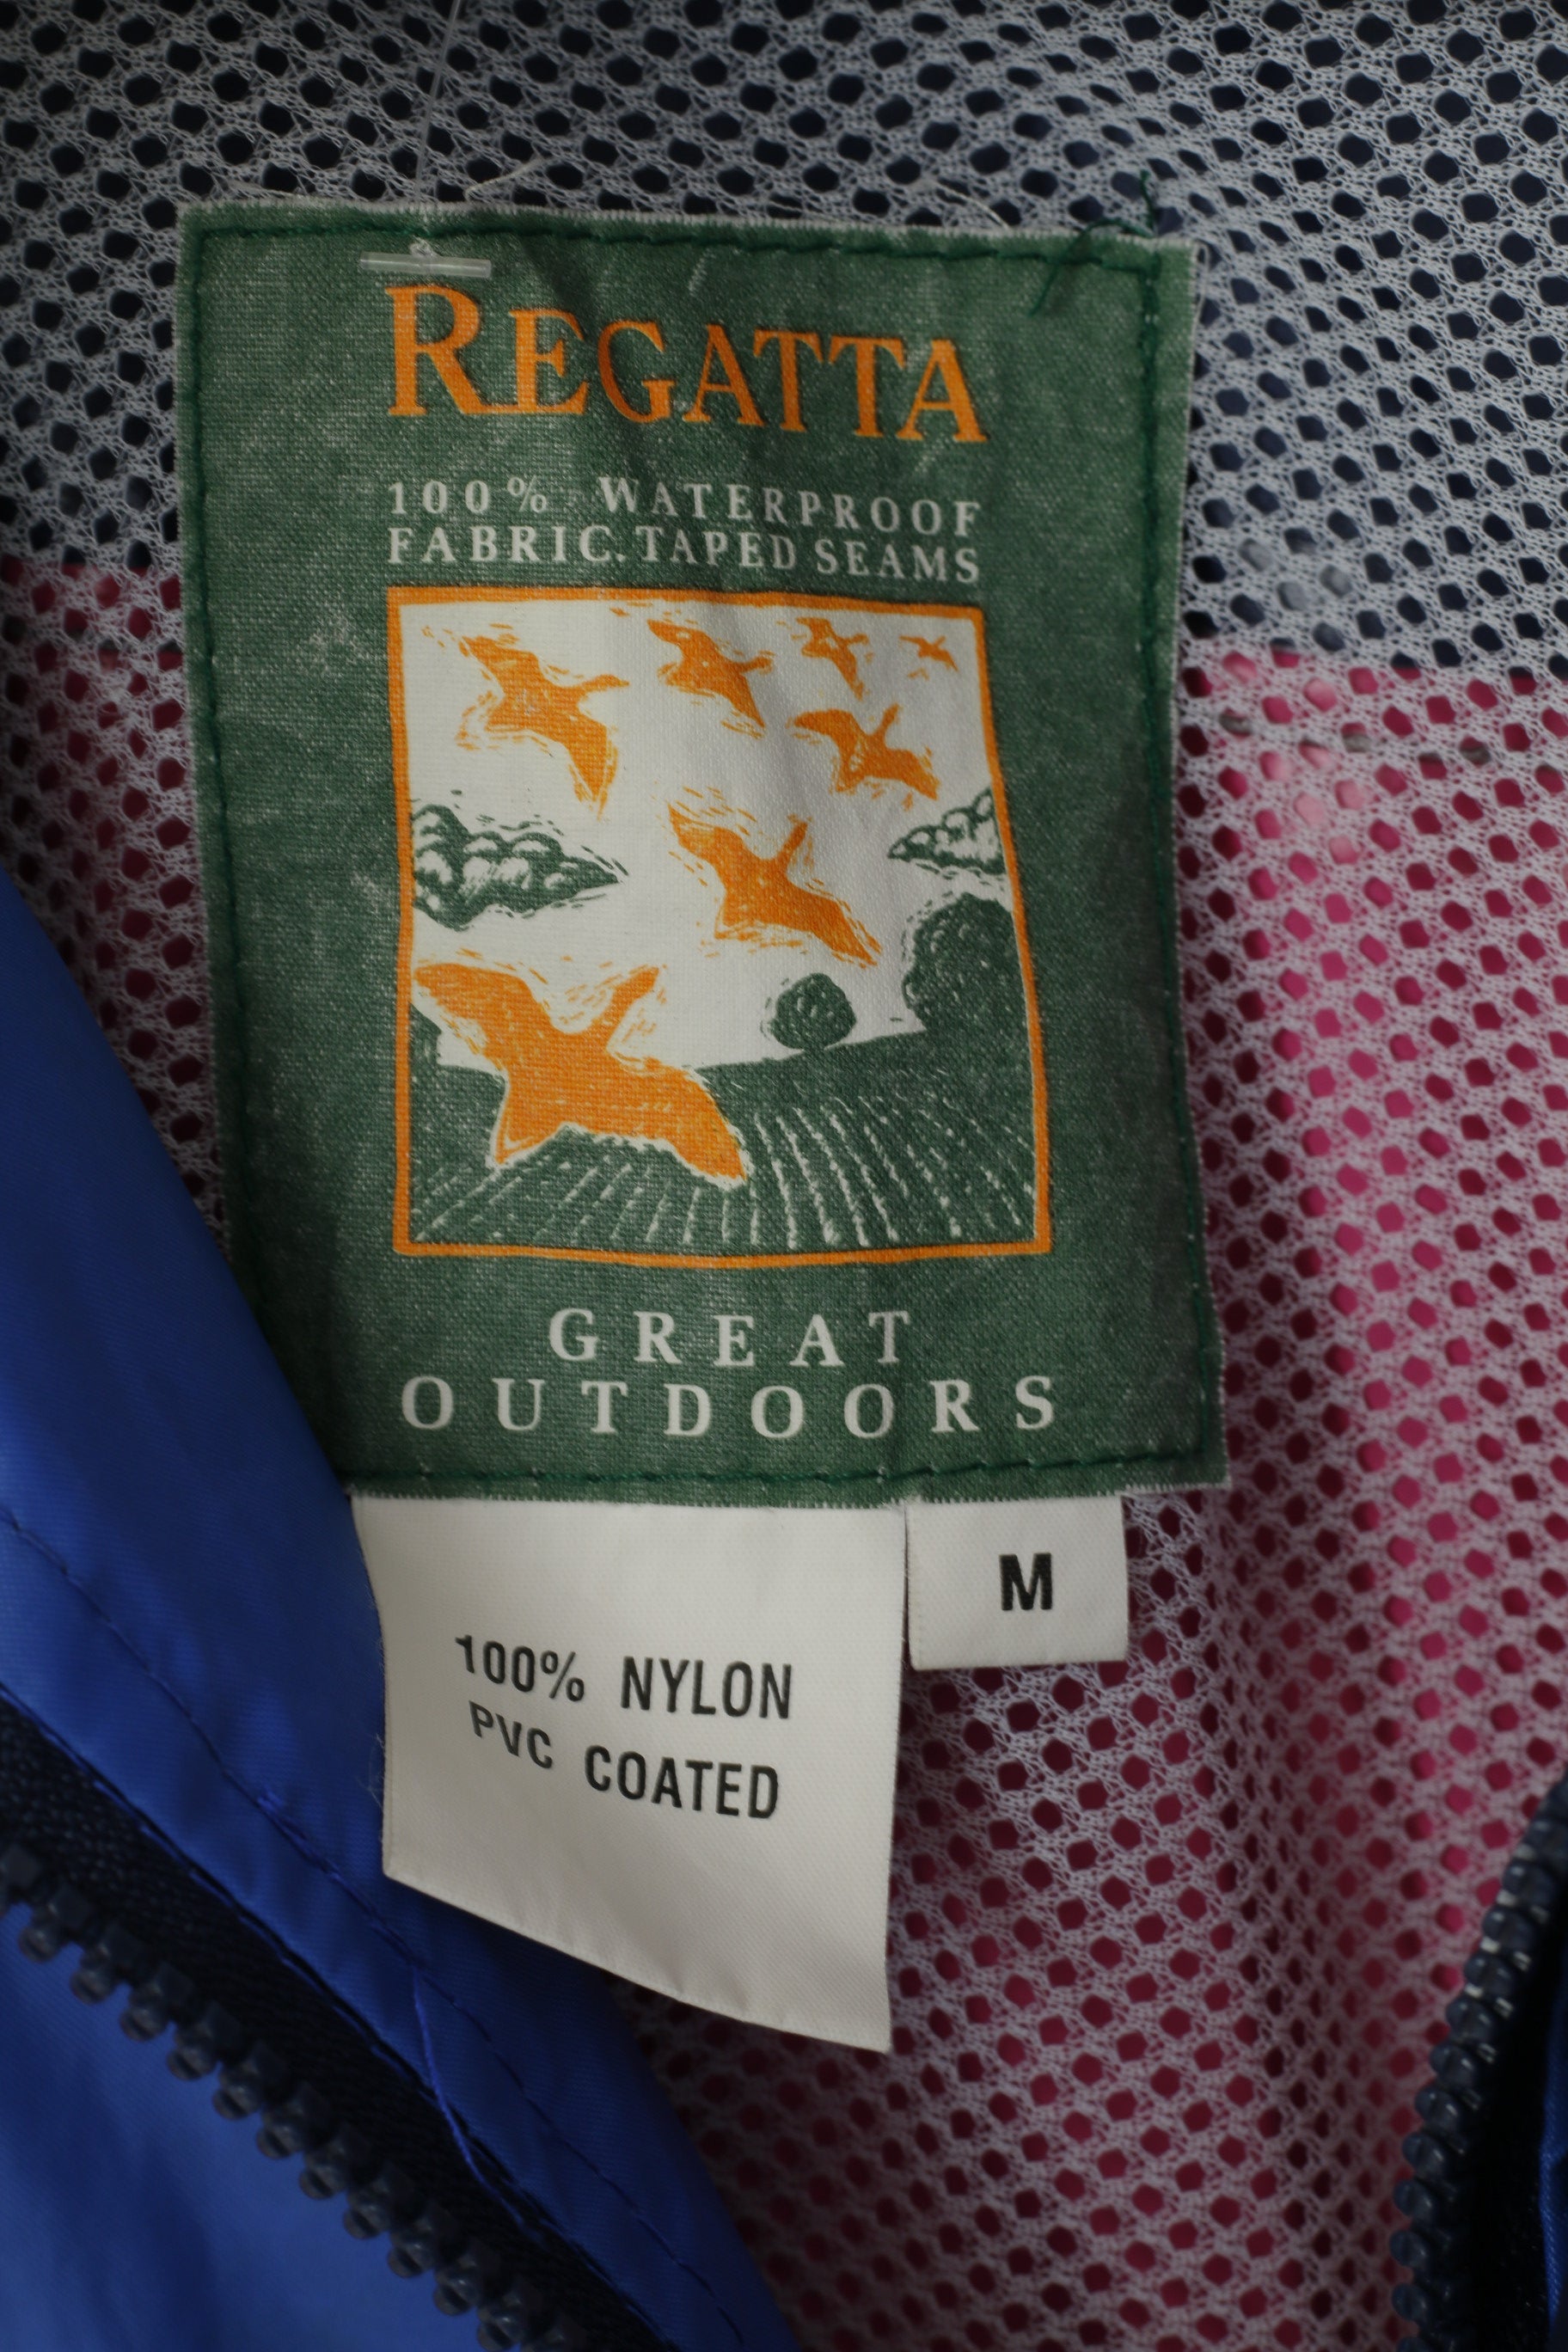 REGATTA
100% WATERPROOF
FABRIC. TAPED SEAMS
GREAT
OUTDOORS
M
100% NYLON
PVC COATED